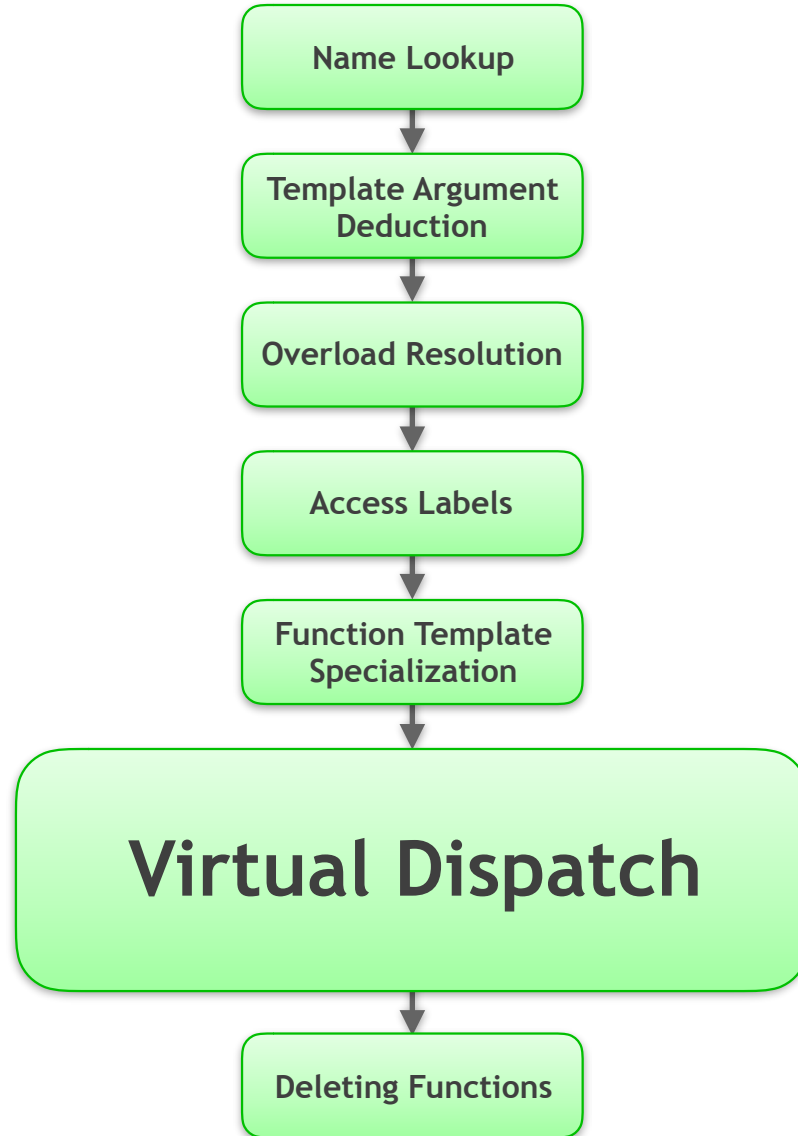 Name Lookup
Template Argument
Deduction
Overload Resolution
Access Labels
Function Template
Specialization
Virtual Dispatch
Deleting Functions